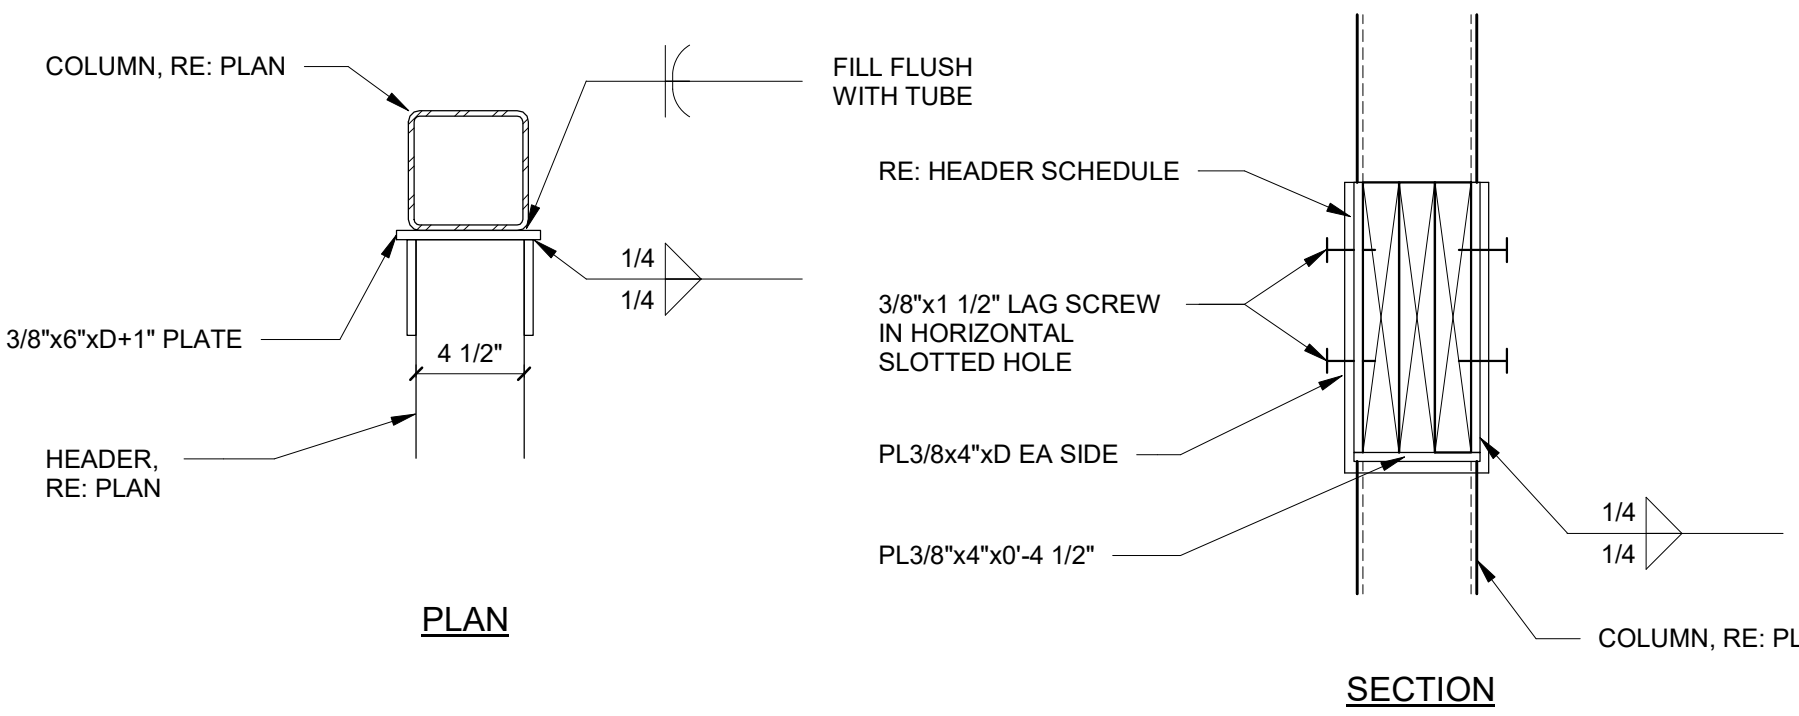 COLUMN, RE: PLAN
FILL FLUSH
WITH TUBE
1/4
1/4
3/8"x6"xD+1" PLATE
4 1/2"
HEADER,
RE: PLAN
PLAN
RE: HEADER SCHEDULE
3/8"x1 1/2" LAG SCREW
IN HORIZONTAL
SLOTTED HOLE
PL3/8x4"xD EA SIDE
PL3/8"x4"x0'-4 1/2"
1/4
1/4
COLUMN, RE: PL
SECTION